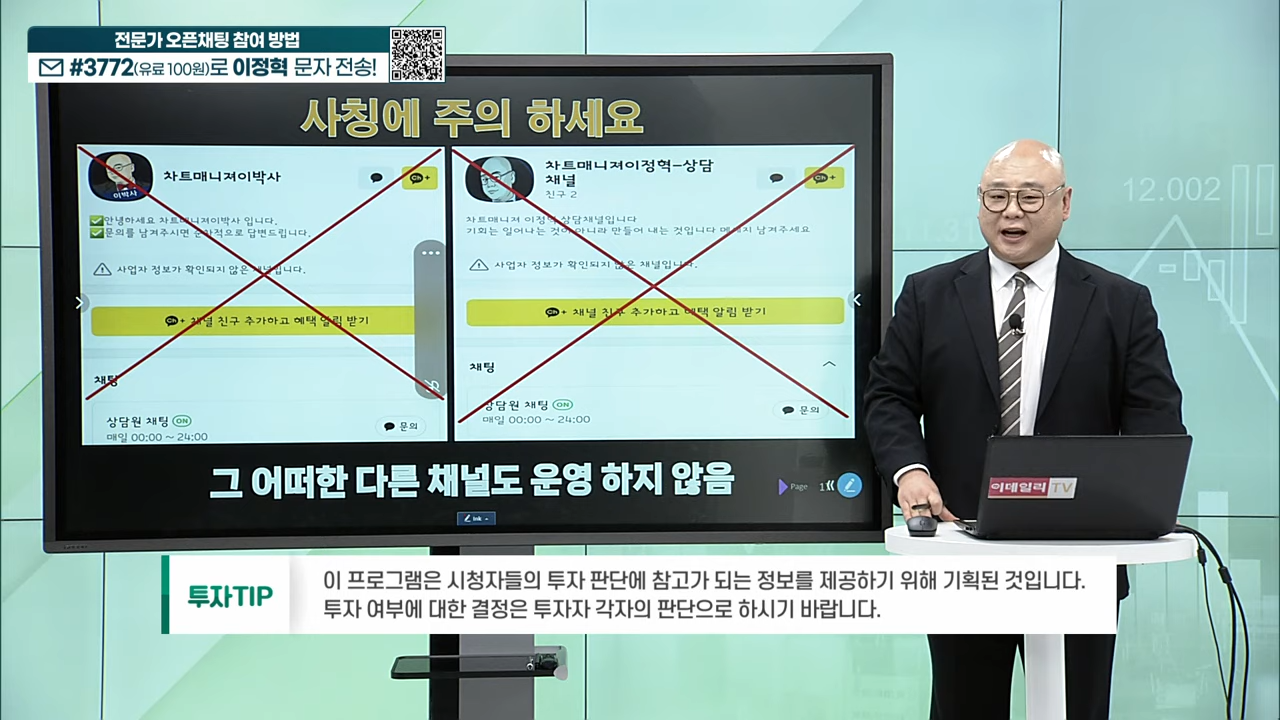 전문가 오픈채팅 참여 방법
#3772(유료 100원)로 이정혁 문자 전송!
사칭에 주의 하세요
이박사
차트매니져이박사
Ch+
✅안녕하세요 차트매니져이박사 입니다.
✅문의를 남겨주시면 순차적으로 답변드립니다.
사업자 정보가 확인되지 않은 채널입니다.
Ch+ 채널 친구 추가하고 혜택 알림 받기
채팅
상담원 채팅 ON
매일 00:00 ~ 24:00
문의
차트매니져이정혁-상담
채널
친구 2
Ch+
차트매니져 이정혁 상담채널입니다
기회는 일어나는 것이 아니라 만들어 내는 것입니다 메세지 남겨주세요
사업자 정보가 확인되지 않은 채널입니다.
Ch+ 채널 친구 추가하고 혜택 알림 받기
채팅
상담원 채팅 ON
매일 00:00 ~ 24:00
문의
그 어떠한 다른 채널도 운영 하지 않음
Page 1
Ink
12.002
이데일리TV
투자TIP
이 프로그램은 시청자들의 투자 판단에 참고가 되는 정보를 제공하기 위해 기획된 것입니다.
투자 여부에 대한 결정은 투자자 각자의 판단으로 하시기 바랍니다.